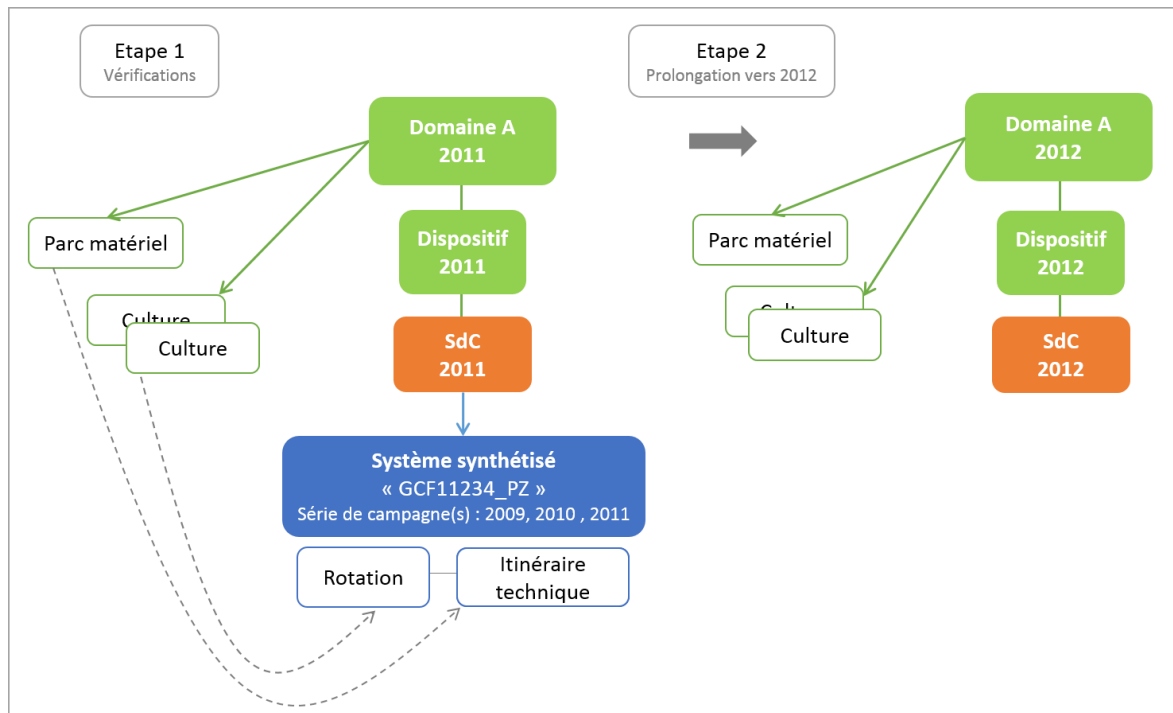 Etape 1
Vérifications
Etape 2
Prolongation vers 2012
Domaine A
2011
Domaine A
2012
Parc matériel
Dispositif
2011
Parc matériel
Dispositif
2012
Culture
Culture
SdC
2011
Culture
Culture
SdC
2012
Système synthétisé
« GCF11234_PZ »
Série de campagne(s) : 2009, 2010 , 2011
Rotation
Itinéraire
technique